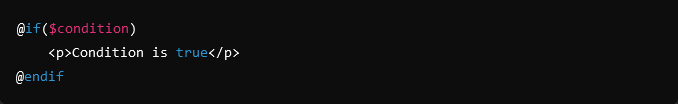 @if($condition)
    <p>Condition is true</p>
@endif